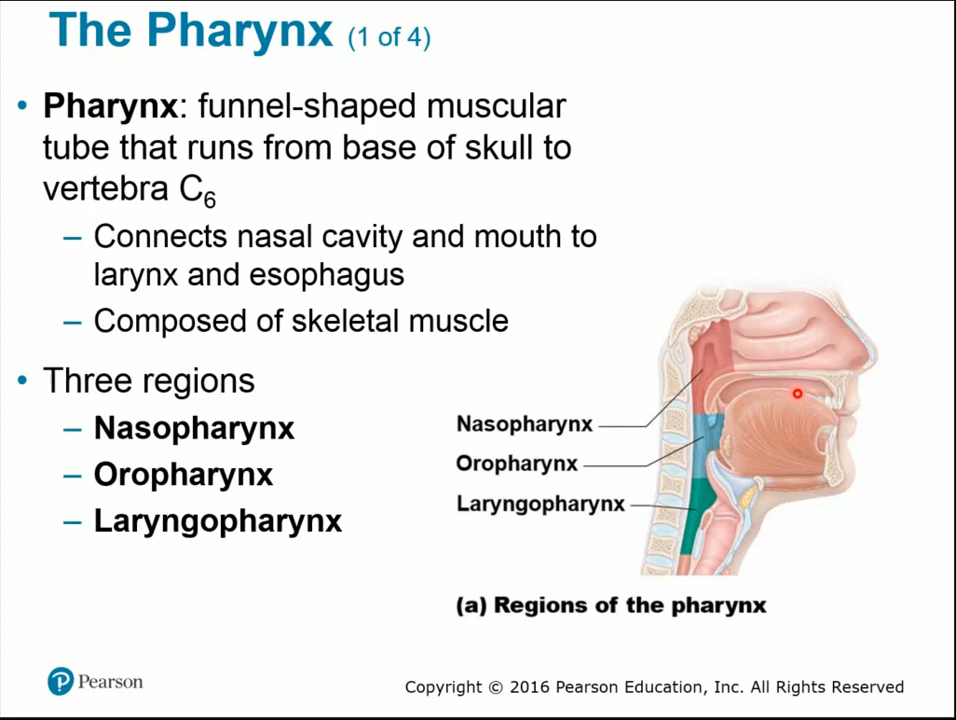 The Pharynx (1 of 4)
• Pharynx: funnel-shaped muscular
tube that runs from base of skull to
vertebra C₆
– Connects nasal cavity and mouth to
larynx and esophagus
– Composed of skeletal muscle
• Three regions
– Nasopharynx
– Oropharynx
– Laryngopharynx
Nasopharynx
Oropharynx
Laryngopharynx
(a) Regions of the pharynx
P Pearson
Copyright © 2016 Pearson Education, Inc. All Rights Reserved